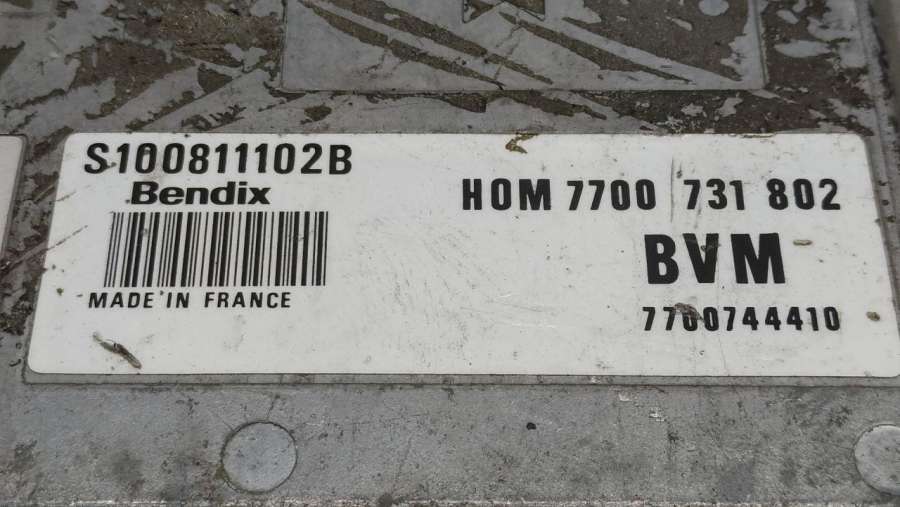 S100811102B
Bendix
MADE IN FRANCE
HOM 7700 731 802
BVM
7700744410